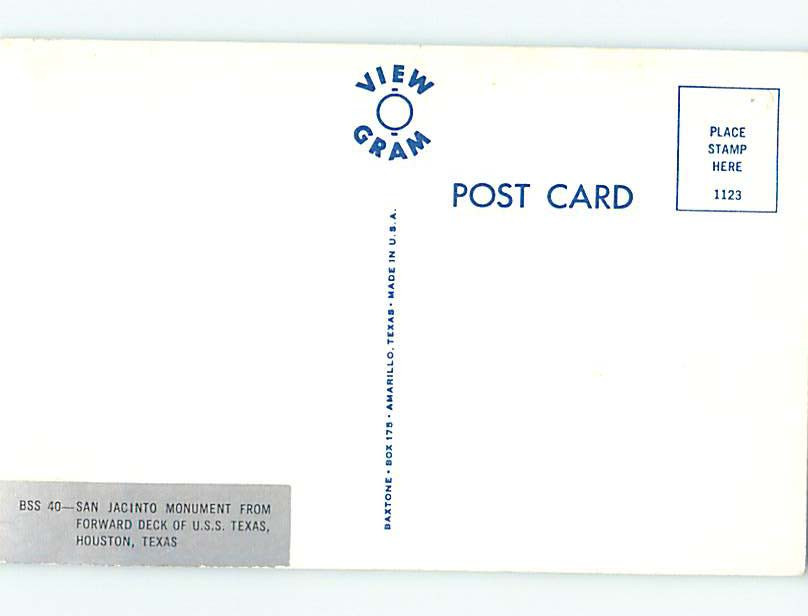 VIEW
GRAM
POST CARD
PLACE
STAMP
HERE
1123
BAXTONE • BOX 175 • AMARILLO, TEXAS • MADE IN U.S.A.
BSS 40—SAN JACINTO MONUMENT FROM
FORWARD DECK OF U.S.S. TEXAS,
HOUSTON, TEXAS